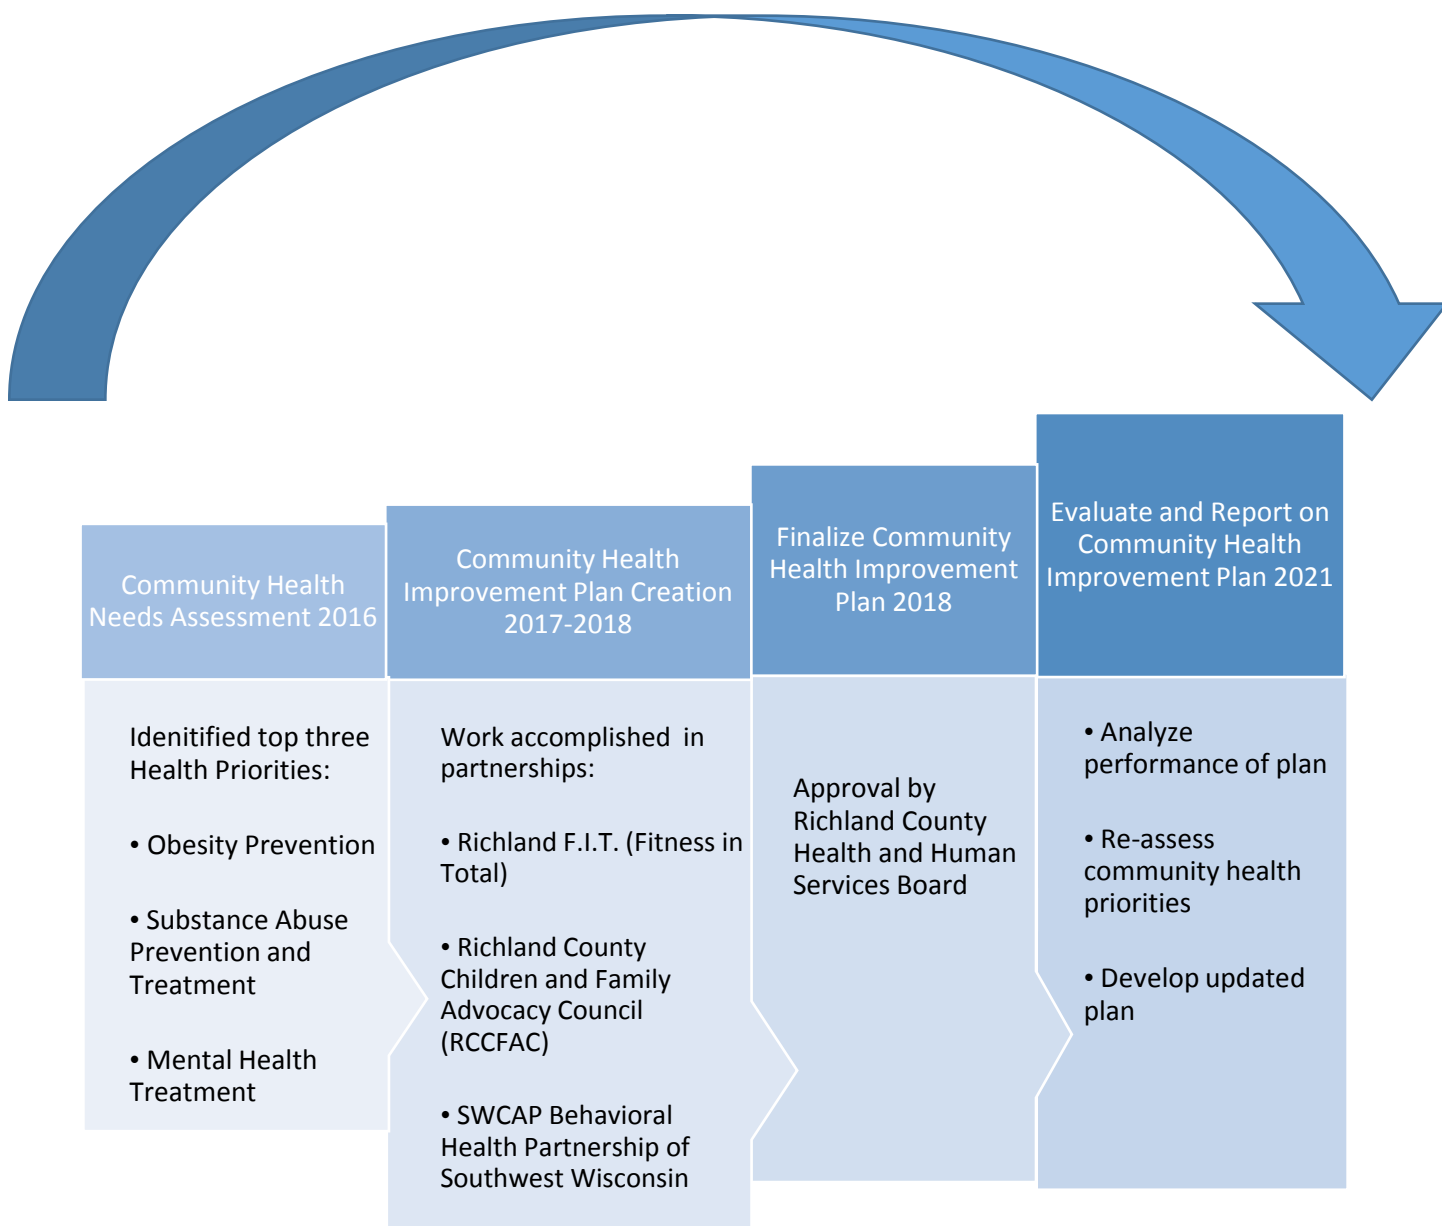 Community Health
Needs Assessment 2016
Idenitified top three
Health Priorities:
• Obesity Prevention
• Substance Abuse
Prevention and
Treatment
• Mental Health
Treatment
Community Health
Improvement Plan Creation
2017-2018
Work accomplished  in
partnerships:
• Richland F.I.T. (Fitness in
Total)
• Richland County
Children and Family
Advocacy Council
(RCCFAC)
• SWCAP Behavioral
Health Partnership of
Southwest Wisconsin
Finalize Community
Health Improvement
Plan 2018
Approval by
Richland County
Health and Human
Services Board
Evaluate and Report on
Community Health
Improvement Plan 2021
• Analyze
performance of plan
• Re-assess
community health
priorities
• Develop updated
plan